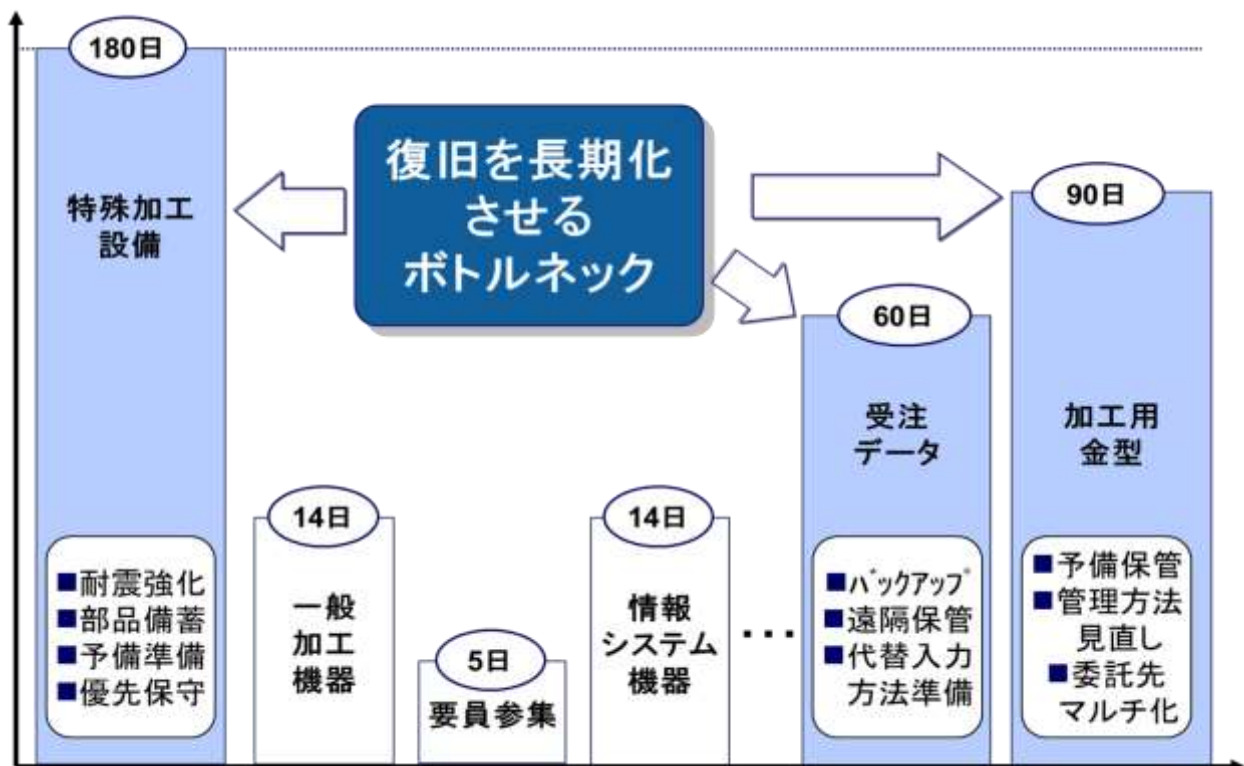 180日
特殊加工
設備
■耐震強化
■部品備蓄
■予備準備
■優先保守
復旧を長期化
させる
ボトルネック
14日
一般
加工
機器
5日
要員参集
14日
情報
システム
機器
・・・
60日
受注
データ
■ﾊﾞｯｸｱｯﾌﾟ
■遠隔保管
■代替入力
方法準備
90日
加工用
金型
■予備保管
■管理方法
見直し
■委託先
マルチ化